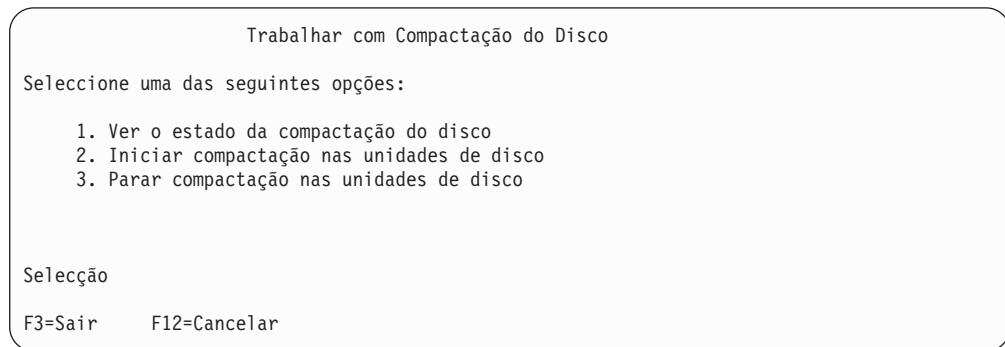 Trabalhar com Compactação do Disco
Seleccione uma das seguintes opções:
1. Ver o estado da compactação do disco
2. Iniciar compactação nas unidades de disco
3. Parar compactação nas unidades de disco
Selecção
F3=Sair F12=Cancelar